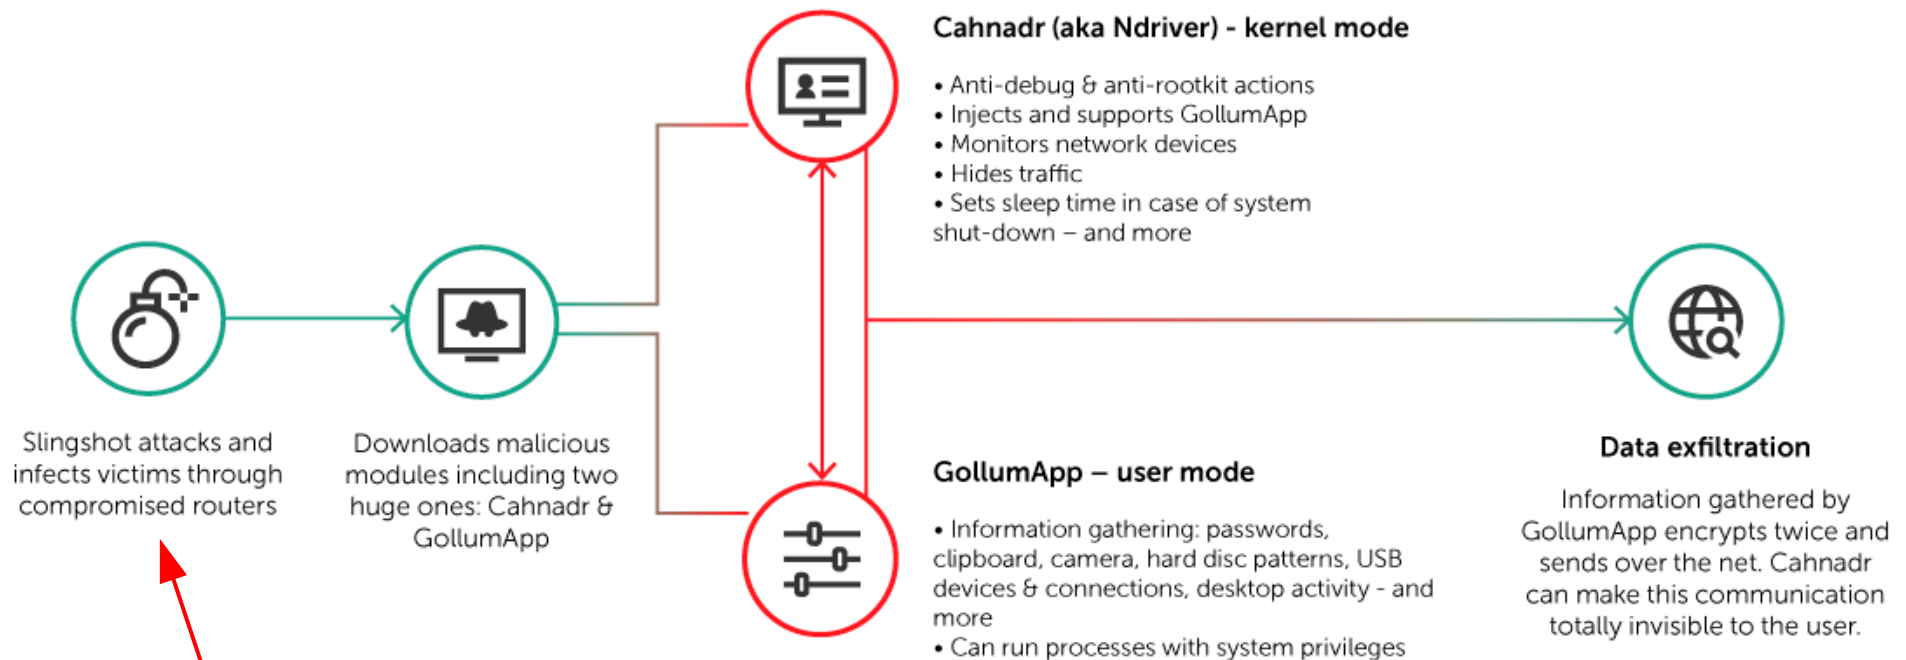 Cahnadr (aka Ndriver) - kernel mode
• Anti-debug & anti-rootkit actions
• Injects and supports GollumApp
• Monitors network devices
• Hides traffic
• Sets sleep time in case of system
shut-down – and more
Slingshot attacks and
infects victims through
compromised routers
Downloads malicious
modules including two
huge ones: Cahnadr &
GollumApp
GollumApp – user mode
• Information gathering: passwords,
clipboard, camera, hard disc patterns, USB
devices & connections, desktop activity - and
more
• Can run processes with system privileges
Data exfiltration
Information gathered by
GollumApp encrypts twice and
sends over the net. Cahnadr
can make this communication
totally invisible to the user.